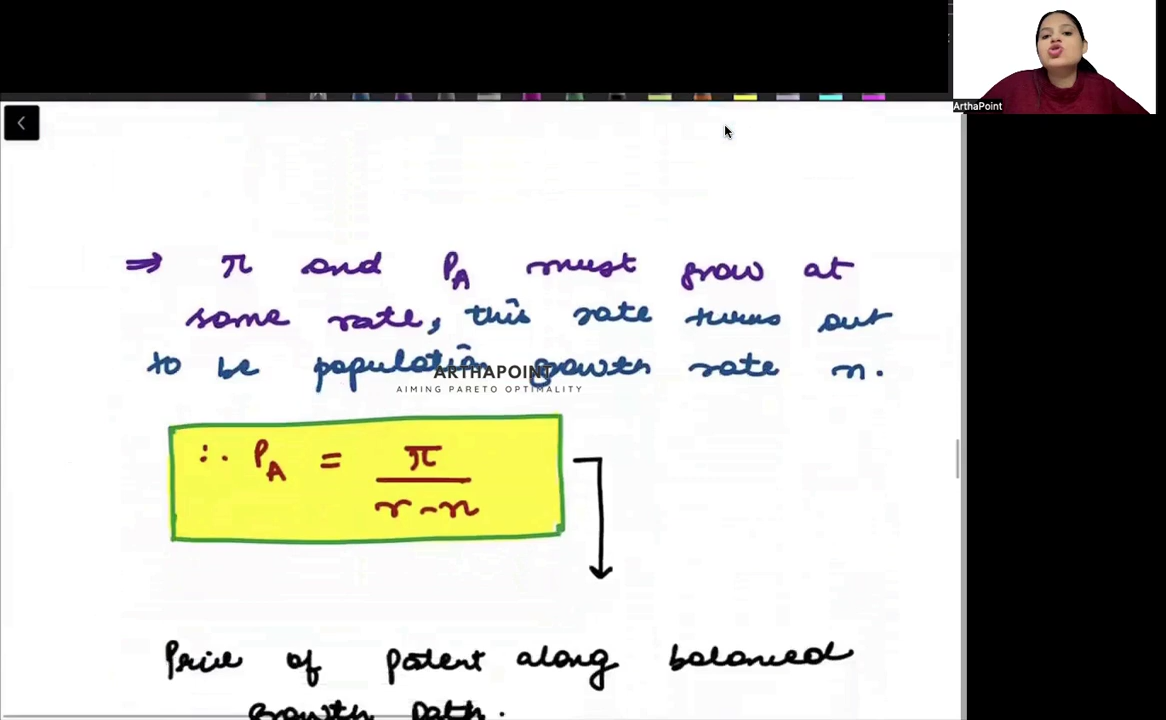 ArthaPoint
⇒ π and P_A must grow at
same rate, this rate turns out
to be population growth rate n.
ARTHAPOINT
AIMING PARETO OPTIMALITY
∴ P_A = π / (r-n)
Price of patent along balanced
growth path.